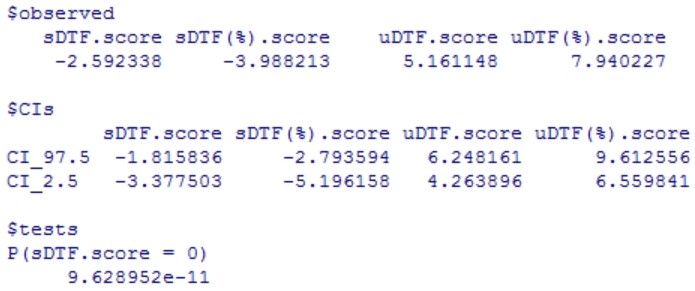 $observed
sDTF.score sDTF(%).score uDTF.score uDTF(%).score
-2.592338 -3.988213 5.161148 7.940227
$CIs
sDTF.score sDTF(%).score uDTF.score uDTF(%).score
CI_97.5 -1.815836 -2.793594 6.248161 9.612556
CI_2.5 -3.377503 -5.196158 4.263896 6.559841
$tests
P(sDTF.score = 0)
9.628952e-11